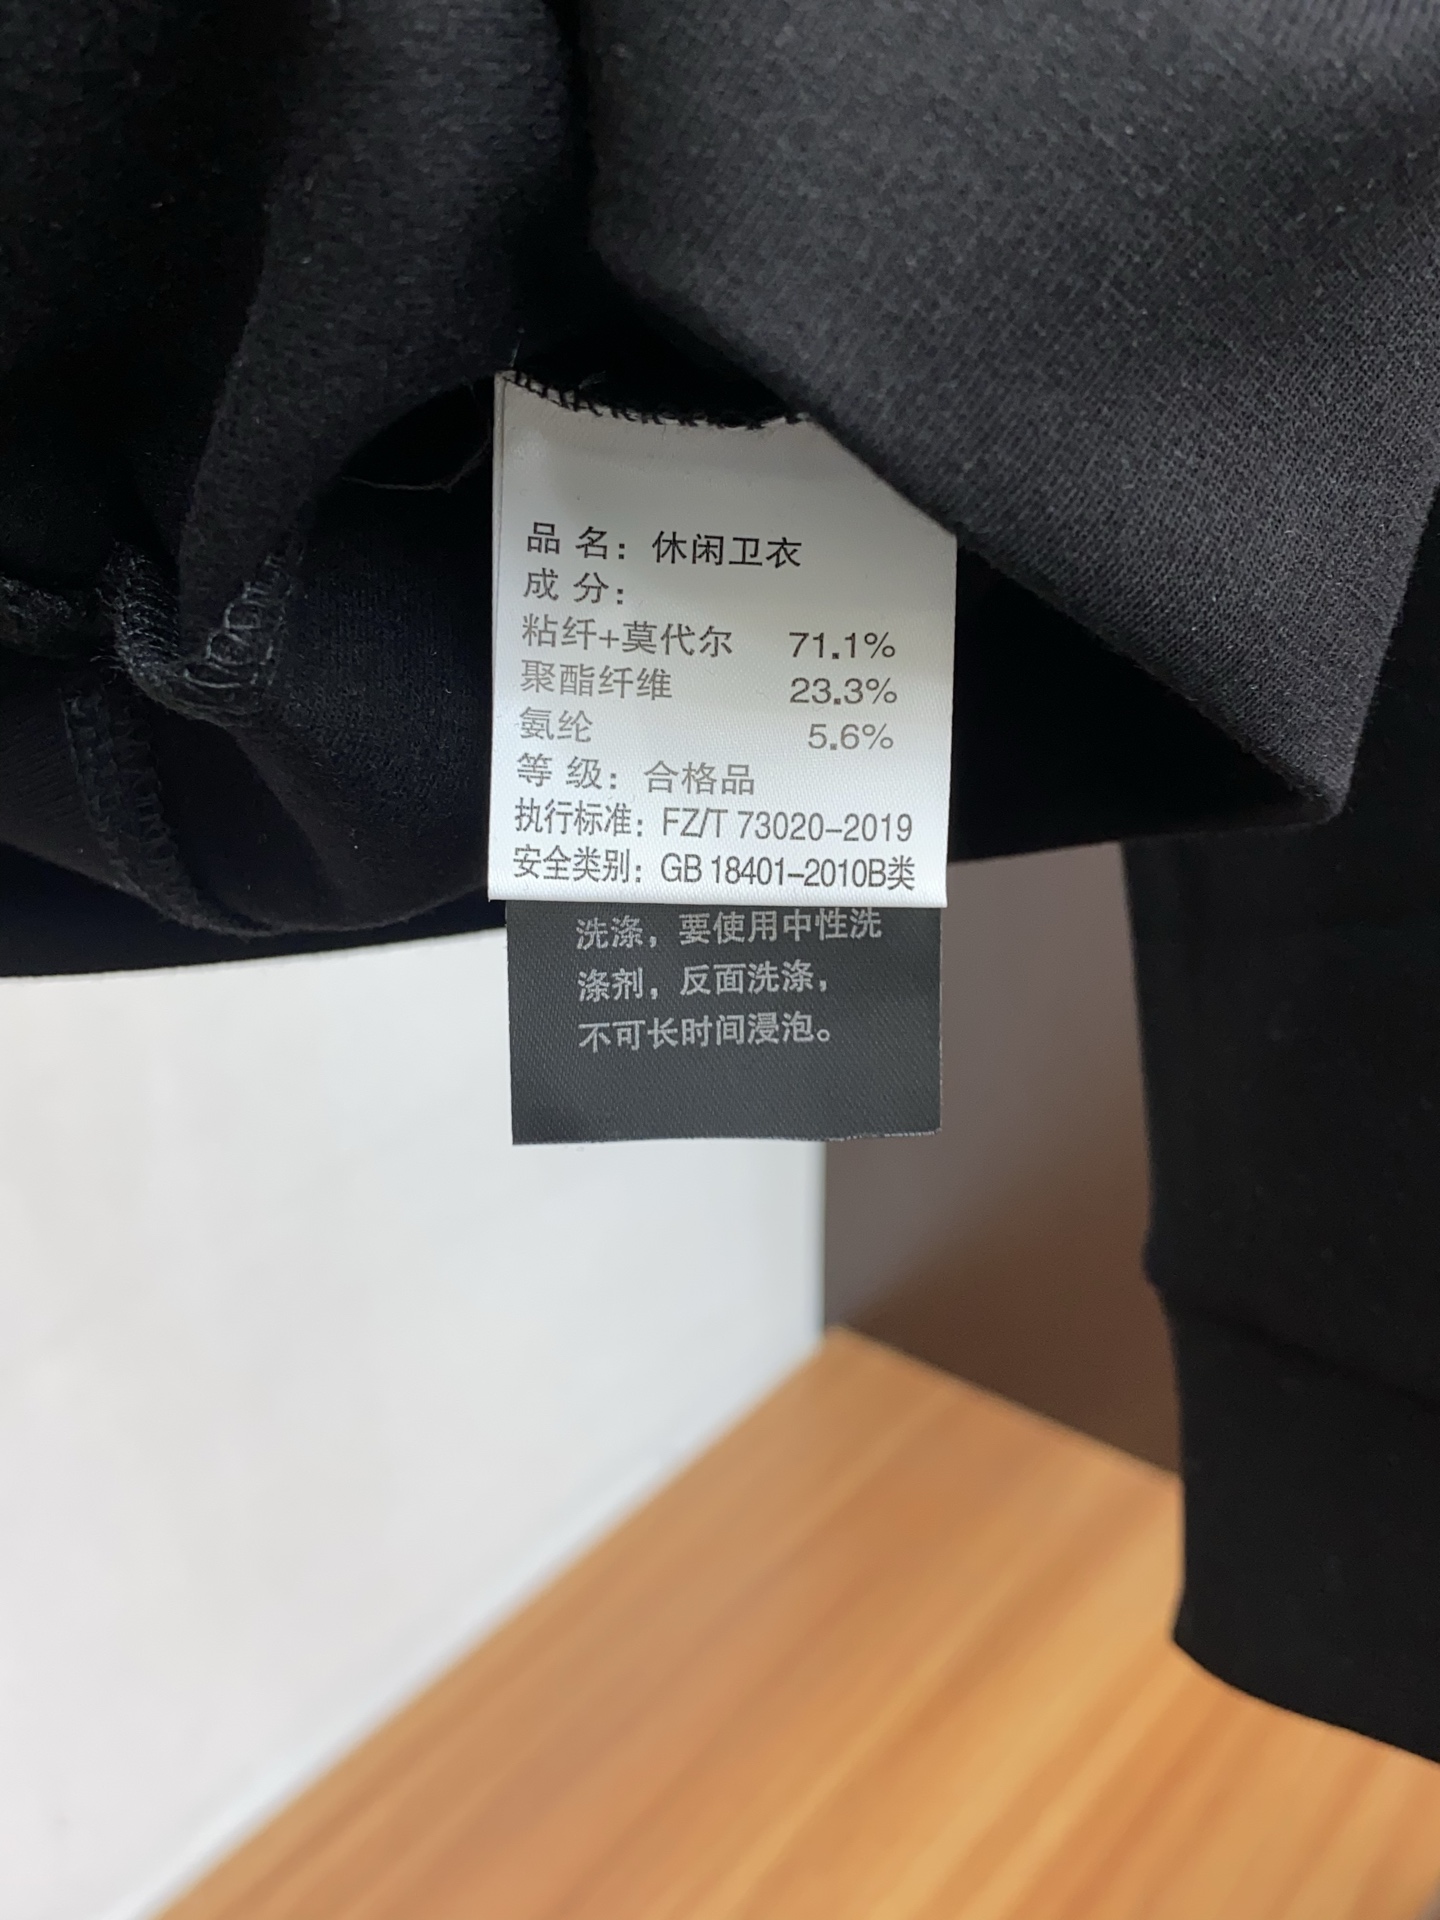 品 名：休闲卫衣
成 分：
粘纤+莫代尔 71.1%
聚酯纤维 23.3%
氨纶 5.6%
等 级：合格品
执行标准：FZ/T 73020-2019
安全类别：GB 18401-2010B类
洗涤，要使用中性洗
涤剂，反面洗涤，
不可长时间浸泡。